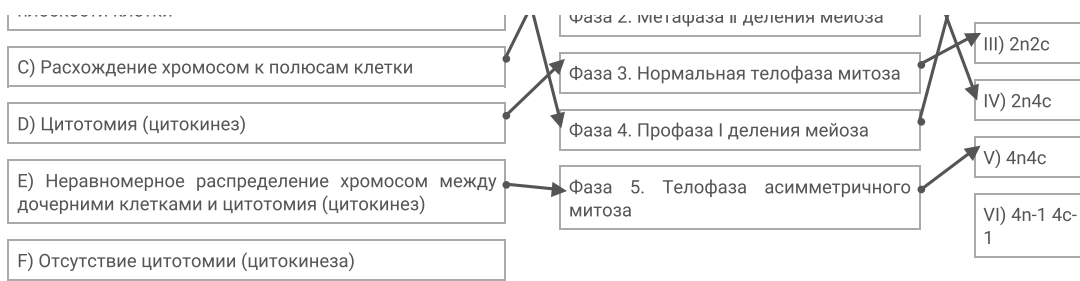 плоскости клетки
Фаза 2. Метафаза II деления мейоза
III) 2n2c
C) Расхождение хромосом к полюсам клетки
Фаза 3. Нормальная телофаза митоза
IV) 2n4c
D) Цитотомия (цитокинез)
Фаза 4. Профаза I деления мейоза
V) 4n4c
E) Неравномерное распределение хромосом между
дочерними клетками и цитотомия (цитокинез)
Фаза 5. Телофаза асимметричного
митоза
VI) 4n-1 4c-
1
F) Отсутствие цитотомии (цитокинеза)